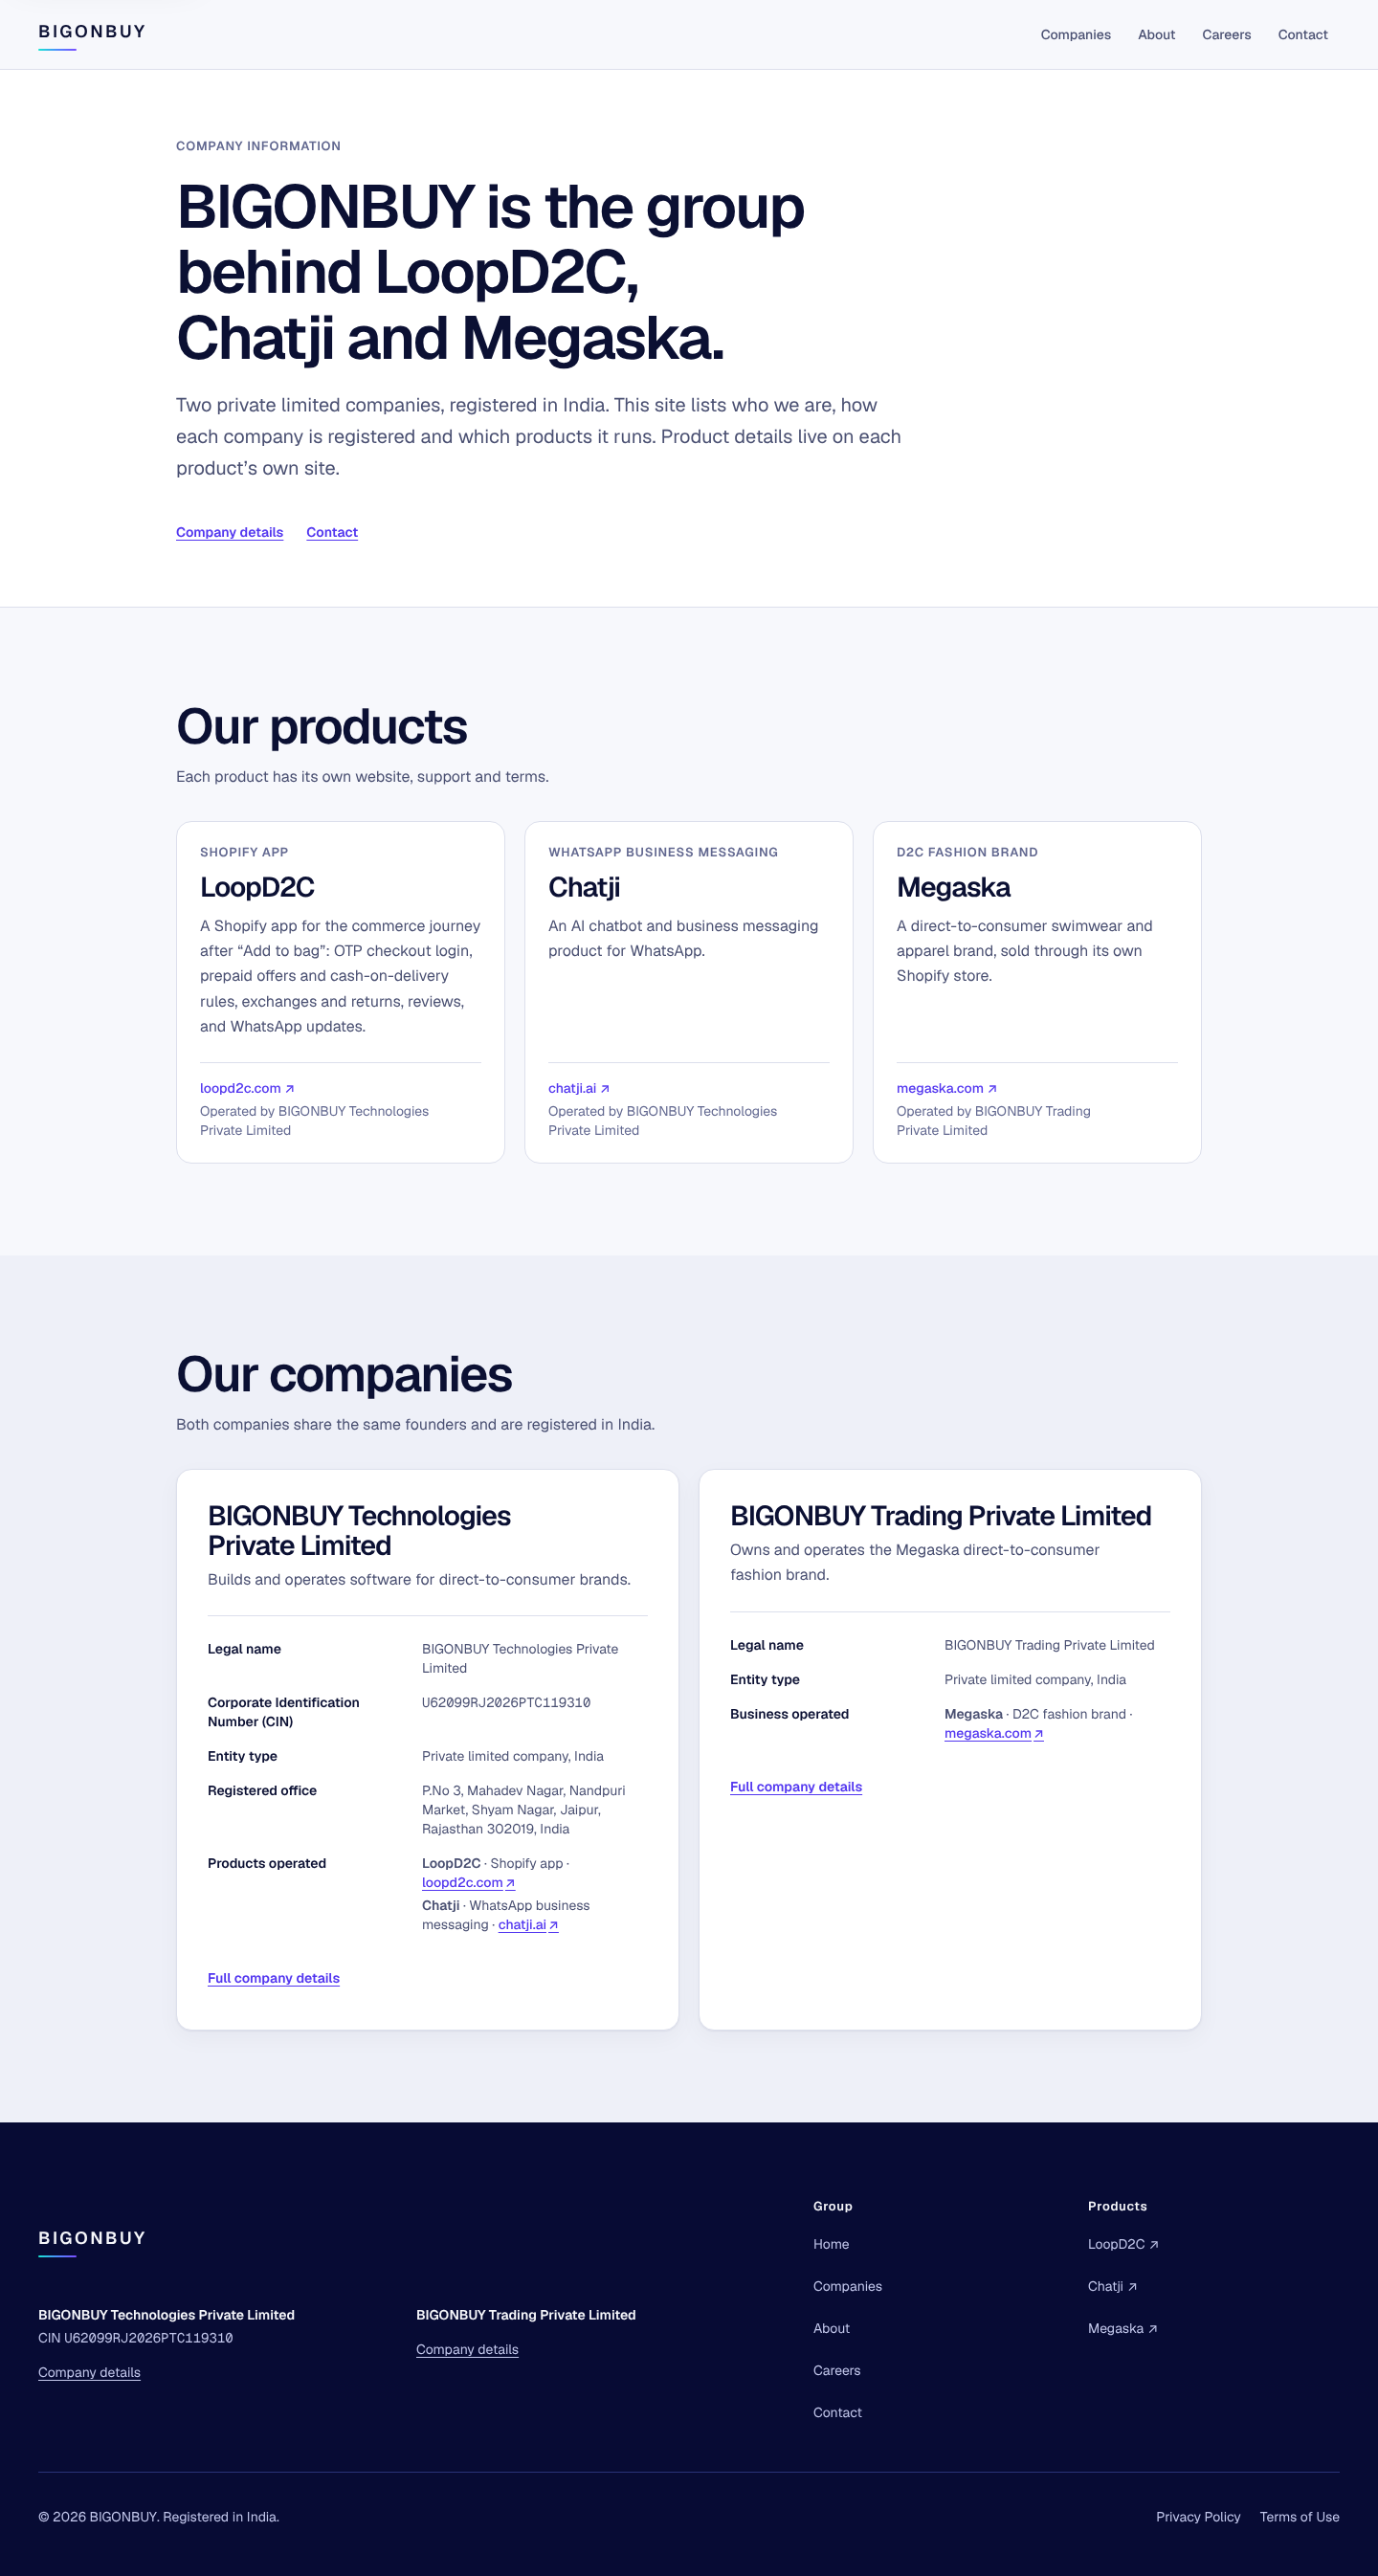 BIGONBUY
Companies About Careers Contact
COMPANY INFORMATION
BIGONBUY is the group
behind LoopD2C,
Chatji and Megaska.
Two private limited companies, registered in India. This site lists who we are, how
each company is registered and which products it runs. Product details live on each
product’s own site.
Company details Contact
Our products
Each product has its own website, support and terms.
SHOPIFY APP
LoopD2C
A Shopify app for the commerce journey
after “Add to bag”: OTP checkout login,
prepaid offers and cash-on-delivery
rules, exchanges and returns, reviews,
and WhatsApp updates.
loopd2c.com ↗
Operated by BIGONBUY Technologies
Private Limited
WHATSAPP BUSINESS MESSAGING
Chatji
An AI chatbot and business messaging
product for WhatsApp.
chatji.ai ↗
Operated by BIGONBUY Technologies
Private Limited
D2C FASHION BRAND
Megaska
A direct-to-consumer swimwear and
apparel brand, sold through its own
Shopify store.
megaska.com ↗
Operated by BIGONBUY Trading
Private Limited
Our companies
Both companies share the same founders and are registered in India.
BIGONBUY Technologies
Private Limited
Builds and operates software for direct-to-consumer brands.
Legal name
BIGONBUY Technologies Private
Limited
Corporate Identification
Number (CIN)
U62099RJ2026PTC119310
Entity type
Private limited company, India
Registered office
P.No 3, Mahadev Nagar, Nandpuri
Market, Shyam Nagar, Jaipur,
Rajasthan 302019, India
Products operated
LoopD2C · Shopify app ·
loopd2c.com ↗
Chatji · WhatsApp business
messaging · chatji.ai ↗
Full company details
BIGONBUY Trading Private Limited
Owns and operates the Megaska direct-to-consumer
fashion brand.
Legal name
BIGONBUY Trading Private Limited
Entity type
Private limited company, India
Business operated
Megaska · D2C fashion brand ·
megaska.com ↗
Full company details
BIGONBUY
BIGONBUY Technologies Private Limited
CIN U62099RJ2026PTC119310
Company details
BIGONBUY Trading Private Limited
Company details
Group
Home
Companies
About
Careers
Contact
Products
LoopD2C ↗
Chatji ↗
Megaska ↗
© 2026 BIGONBUY. Registered in India.
Privacy Policy Terms of Use